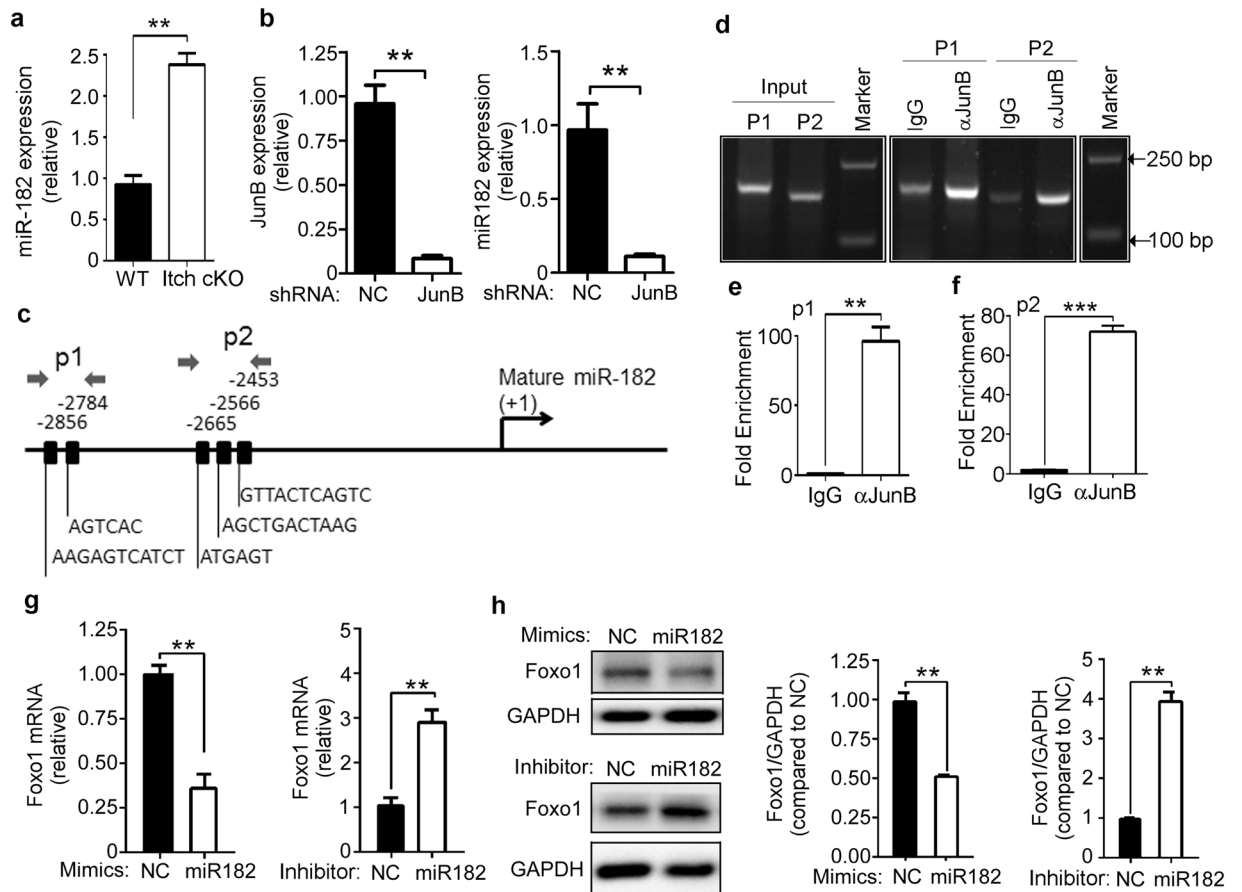 a
**
miR-182 expression
(relative)
2.5
2.0
1.5
1.0
0.5
0
WT Itch cKO
b
**
JunB expression
(relative)
1.25
1.00
0.75
0.50
0.25
0
shRNA: NC JunB
**
miR182 expression
(relative)
1.5
1.0
0.5
0
shRNA: NC JunB
c
p1
p2
-2784
-2856
-2453
-2566
-2665
Mature miR-182
(+1)
GTTACTCAGTC
AGTCAC
AGCTGACTAAG
AAGAGTCATCT
ATGAGT
d
Input
P1 P2
Marker
P1
P2
IgG
αJunB
IgG
αJunB
Marker
250 bp
100 bp
e
p1
**
Fold Enrichment
100
50
0
IgG αJunB
f
p2
***
Fold Enrichment
80
60
40
20
0
IgG αJunB
g
**
Foxo1 mRNA
(relative)
1.25
1.00
0.75
0.50
0.25
0
Mimics: NC miR182
**
Foxo1 mRNA
(relative)
5
4
3
2
1
0
Inhibitor: NC miR182
h
Mimics: NC miR182
Foxo1
GAPDH
Inhibitor: NC miR182
Foxo1
GAPDH
**
Foxo1/GAPDH
(compared to NC)
1.25
1.00
0.75
0.50
0.25
0.00
Mimics: NC miR182
**
Foxo1/GAPDH
(compared to NC)
5
4
3
2
1
0
Inhibitor: NC miR182